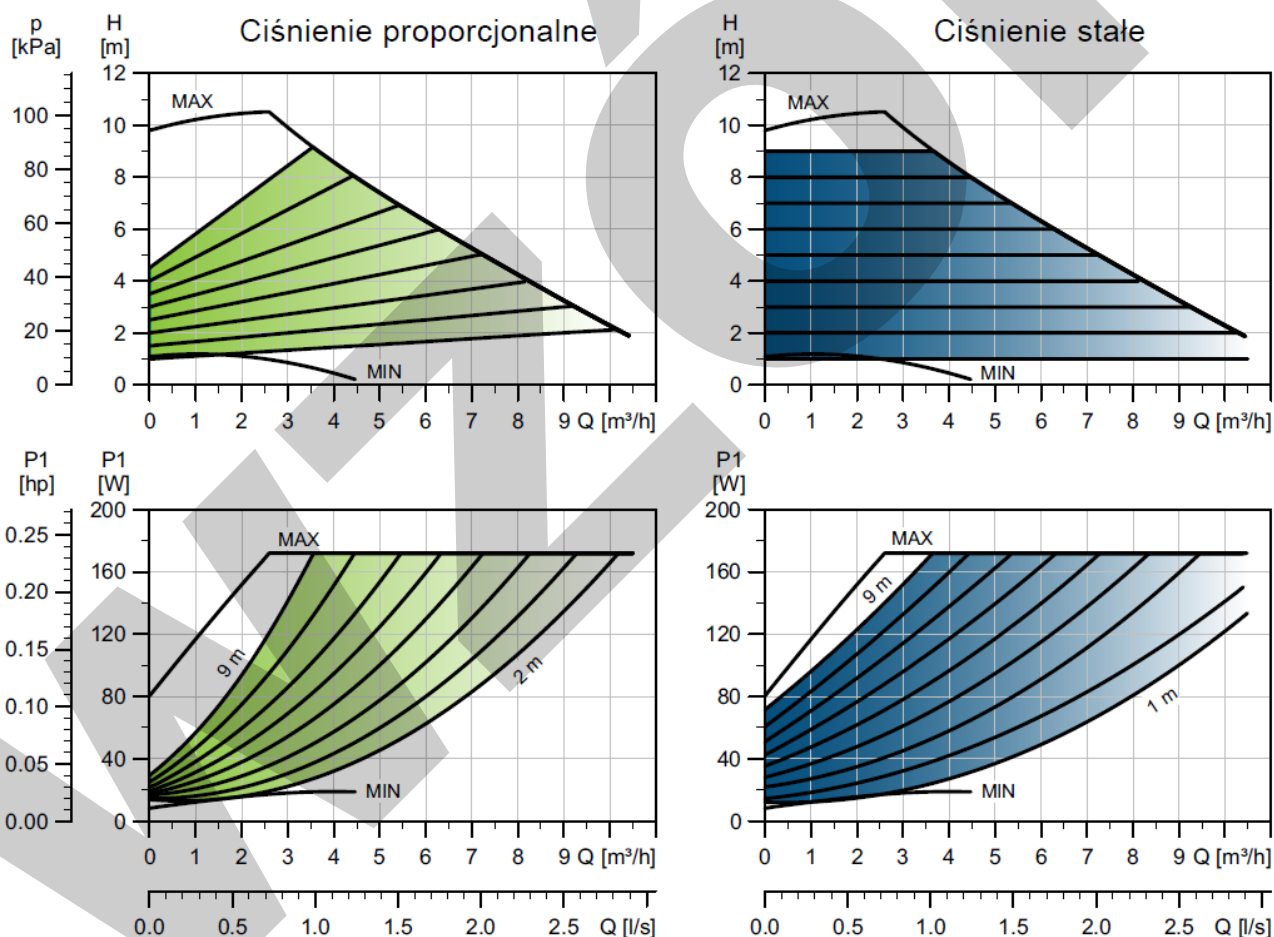 Ciśnienie proporcjonalne
p [kPa]
H [m]
12
10
8
6
4
2
0
100
80
60
40
20
0
MAX
MIN
0 1 2 3 4 5 6 7 8 9 Q [m³/h]
Ciśnienie stałe
H [m]
12
10
8
6
4
2
0
MAX
MIN
0 1 2 3 4 5 6 7 8 9 Q [m³/h]
P1 [hp]
P1 [W]
0.25
0.20
0.15
0.10
0.05
0.00
200
160
120
80
40
0
MAX
9 m
2 m
MIN
0 1 2 3 4 5 6 7 8 9 Q [m³/h]
0.0 0.5 1.0 1.5 2.0 2.5 Q [l/s]
P1 [W]
200
160
120
80
40
0
MAX
9 m
1 m
MIN
0 1 2 3 4 5 6 7 8 9 Q [m³/h]
0.0 0.5 1.0 1.5 2.0 2.5 Q [l/s]